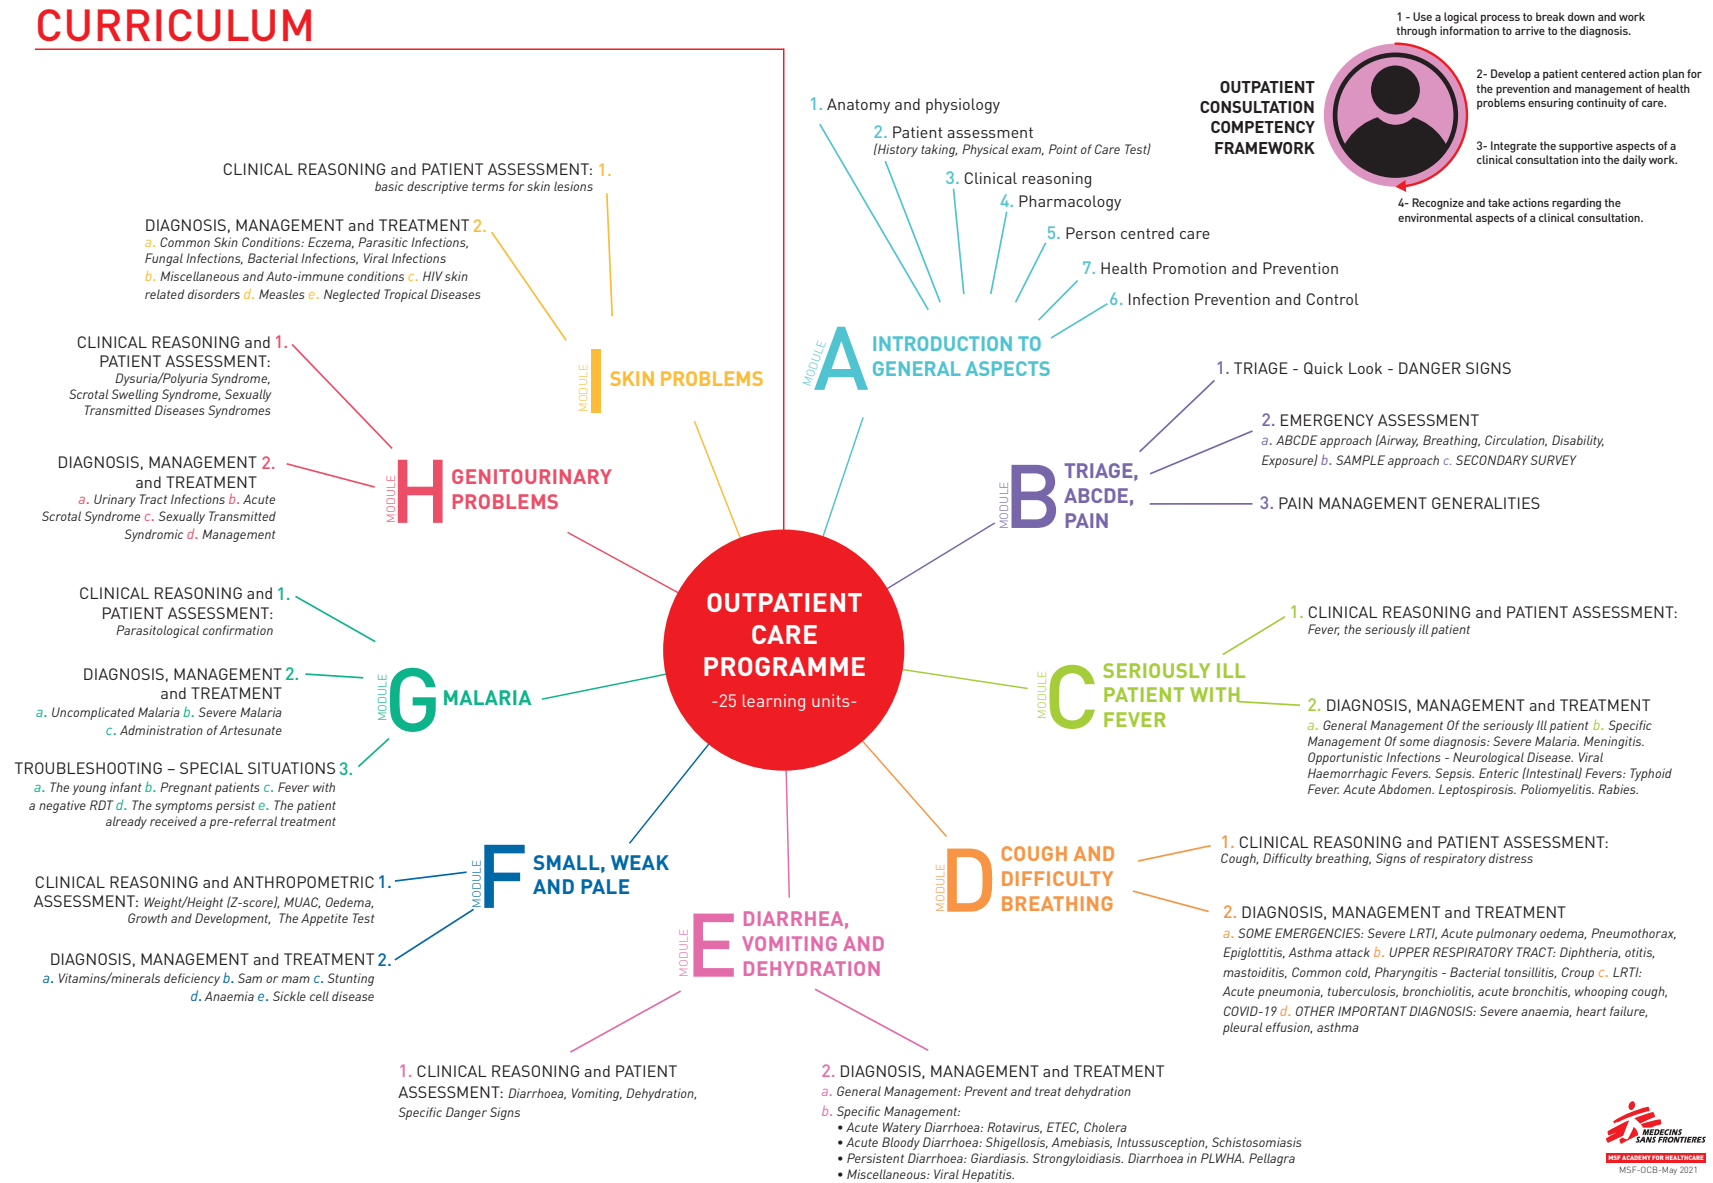 CURRICULUM
OUTPATIENT
CONSULTATION
COMPETENCY
FRAMEWORK
1 - Use a logical process to break down and work
through information to arrive to the diagnosis.
2- Develop a patient centered action plan for
the prevention and management of health
problems ensuring continuity of care.
3- Integrate the supportive aspects of a
clinical consultation into the daily work.
4- Recognize and take actions regarding the
environmental aspects of a clinical consultation.
OUTPATIENT
CARE
PROGRAMME
-25 learning units-
MODULE
A
INTRODUCTION TO
GENERAL ASPECTS
1. Anatomy and physiology
2. Patient assessment
(History taking, Physical exam, Point of Care Test)
3. Clinical reasoning
4. Pharmacology
5. Person centred care
7. Health Promotion and Prevention
6. Infection Prevention and Control
MODULE
B
TRIAGE,
ABCDE,
PAIN
1. TRIAGE - Quick Look - DANGER SIGNS
2. EMERGENCY ASSESSMENT
a. ABCDE approach (Airway, Breathing, Circulation, Disability,
Exposure) b. SAMPLE approach c. SECONDARY SURVEY
3. PAIN MANAGEMENT GENERALITIES
MODULE
C
SERIOUSLY ILL
PATIENT WITH
FEVER
1. CLINICAL REASONING and PATIENT ASSESSMENT:
Fever, the seriously ill patient
2. DIAGNOSIS, MANAGEMENT and TREATMENT
a. General Management Of the seriously Ill patient b. Specific
Management Of some diagnosis: Severe Malaria. Meningitis.
Opportunistic Infections - Neurological Disease. Viral
Haemorrhagic Fevers. Sepsis. Enteric (Intestinal) Fevers: Typhoid
Fever. Acute Abdomen. Leptospirosis. Poliomyelitis. Rabies.
MODULE
D
COUGH AND
DIFFICULTY
BREATHING
1. CLINICAL REASONING and PATIENT ASSESSMENT:
Cough, Difficulty breathing, Signs of respiratory distress
2. DIAGNOSIS, MANAGEMENT and TREATMENT
a. SOME EMERGENCIES: Severe LRTI, Acute pulmonary oedema, Pneumothorax,
Epiglottitis, Asthma attack b. UPPER RESPIRATORY TRACT: Diphtheria, otitis,
mastoiditis, Common cold, Pharyngitis - Bacterial tonsillitis, Croup c. LRTI:
Acute pneumonia, tuberculosis, bronchiolitis, acute bronchitis, whooping cough,
COVID-19 d. OTHER IMPORTANT DIAGNOSIS: Severe anaemia, heart failure,
pleural effusion, asthma
MODULE
E
DIARRHEA,
VOMITING AND
DEHYDRATION
1. CLINICAL REASONING and PATIENT
ASSESSMENT: Diarrhoea, Vomiting, Dehydration,
Specific Danger Signs
2. DIAGNOSIS, MANAGEMENT and TREATMENT
a. General Management: Prevent and treat dehydration
b. Specific Management:
• Acute Watery Diarrhoea: Rotavirus, ETEC, Cholera
• Acute Bloody Diarrhoea: Shigellosis, Amebiasis, Intussusception, Schistosomiasis
• Persistent Diarrhoea: Giardiasis. Strongyloidiasis. Diarrhoea in PLWHA. Pellagra
• Miscellaneous: Viral Hepatitis.
MODULE
F
SMALL, WEAK
AND PALE
CLINICAL REASONING and ANTHROPOMETRIC 1.
ASSESSMENT: Weight/Height (Z-score), MUAC, Oedema,
Growth and Development, The Appetite Test
DIAGNOSIS, MANAGEMENT and TREATMENT 2.
a. Vitamins/minerals deficiency b. Sam or mam c. Stunting
d. Anaemia e. Sickle cell disease
MODULE
G
MALARIA
CLINICAL REASONING and 1.
PATIENT ASSESSMENT:
Parasitological confirmation
DIAGNOSIS, MANAGEMENT 2.
and TREATMENT
a. Uncomplicated Malaria b. Severe Malaria
c. Administration of Artesunate
TROUBLESHOOTING – SPECIAL SITUATIONS 3.
a. The young infant b. Pregnant patients c. Fever with
a negative RDT d. The symptoms persist e. The patient
already received a pre-referral treatment
MODULE
H
GENITOURINARY
PROBLEMS
CLINICAL REASONING and 1.
PATIENT ASSESSMENT:
Dysuria/Polyuria Syndrome,
Scrotal Swelling Syndrome, Sexually
Transmitted Diseases Syndromes
DIAGNOSIS, MANAGEMENT 2.
and TREATMENT
a. Urinary Tract Infections b. Acute
Scrotal Syndrome c. Sexually Transmitted
Syndromic d. Management
MODULE
I
SKIN PROBLEMS
CLINICAL REASONING and PATIENT ASSESSMENT: 1.
basic descriptive terms for skin lesions
DIAGNOSIS, MANAGEMENT and TREATMENT 2.
a. Common Skin Conditions: Eczema, Parasitic Infections,
Fungal Infections, Bacterial Infections, Viral Infections
b. Miscellaneous and Auto-immune conditions c. HIV skin
related disorders d. Measles e. Neglected Tropical Diseases
MEDECINS
SANS FRONTIERES
MSF ACADEMY FOR HEALTHCARE
MSF-OCB-May 2021